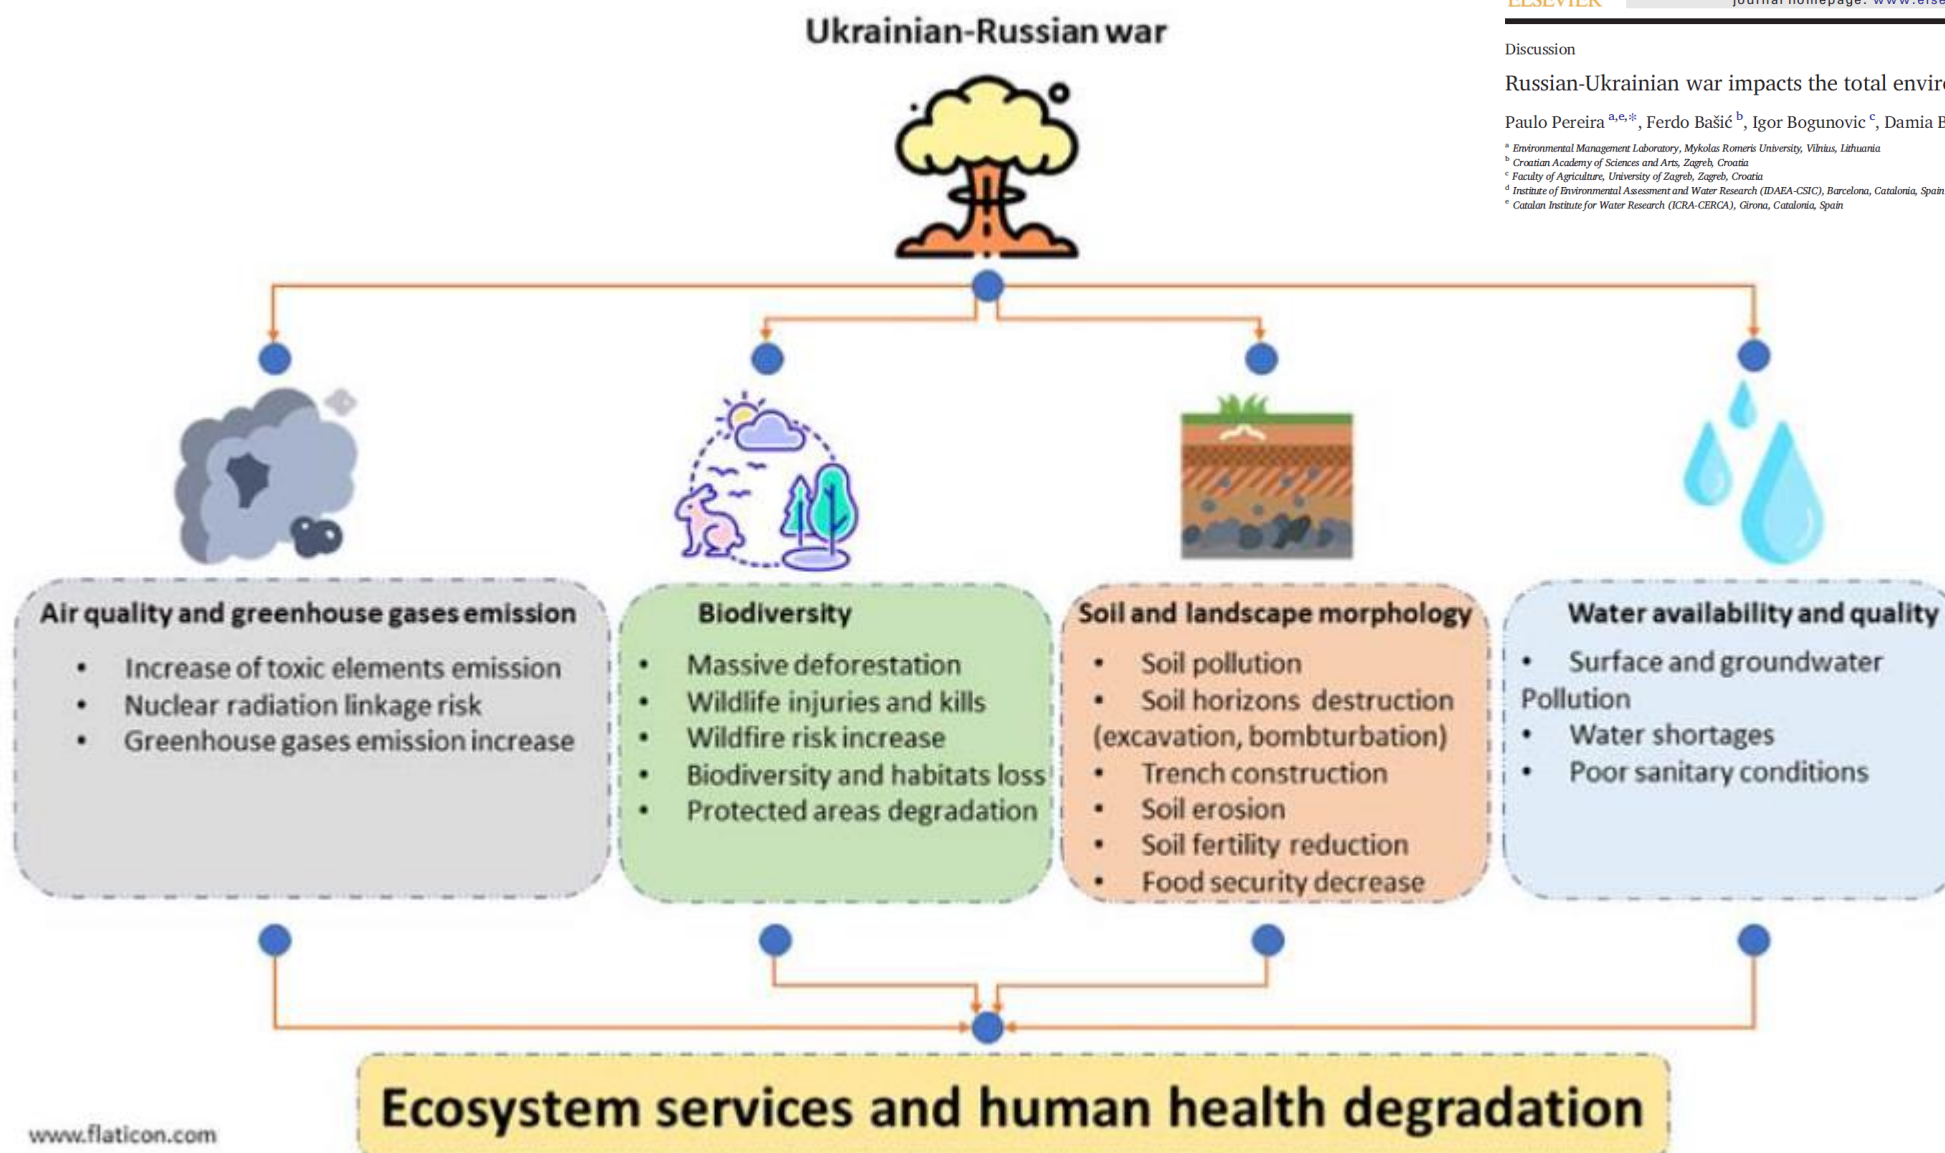 Ukrainian-Russian war
ELSEVIER
journal homepage: www.else
Discussion
Russian-Ukrainian war impacts the total enviro
Paulo Pereira a,e,*, Ferdo Bašić b, Igor Bogunovic c, Damia B
a Environmental Management Laboratory, Mykolas Romeris University, Vilnius, Lithuania
b Croatian Academy of Sciences and Arts, Zagreb, Croatia
c Faculty of Agriculture, University of Zagreb, Zagreb, Croatia
d Institute of Environmental Assessment and Water Research (IDAEA-CSIC), Barcelona, Catalonia, Spain
e Catalan Institute for Water Research (ICRA-CERCA), Girona, Catalonia, Spain
Air quality and greenhouse gases emission
• Increase of toxic elements emission
• Nuclear radiation linkage risk
• Greenhouse gases emission increase
Biodiversity
• Massive deforestation
• Wildlife injuries and kills
• Wildfire risk increase
• Biodiversity and habitats loss
• Protected areas degradation
Soil and landscape morphology
• Soil pollution
• Soil horizons destruction
(excavation, bombturbation)
• Trench construction
• Soil erosion
• Soil fertility reduction
• Food security decrease
Water availability and quality
• Surface and groundwater
Pollution
• Water shortages
• Poor sanitary conditions
Ecosystem services and human health degradation
www.flaticon.com